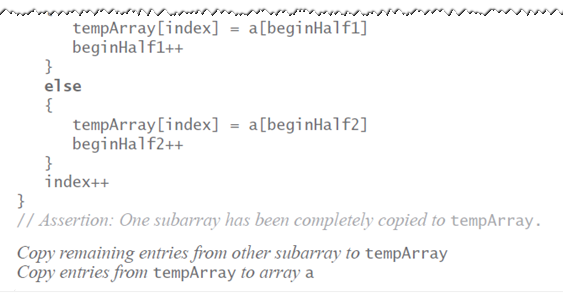 tempArray[index] = a[beginHalf1]
beginHalf1++
}
else
{
tempArray[index] = a[beginHalf2]
beginHalf2++
}
index++
}
// Assertion: One subarray has been completely copied to tempArray.
Copy remaining entries from other subarray to tempArray
Copy entries from tempArray to array a